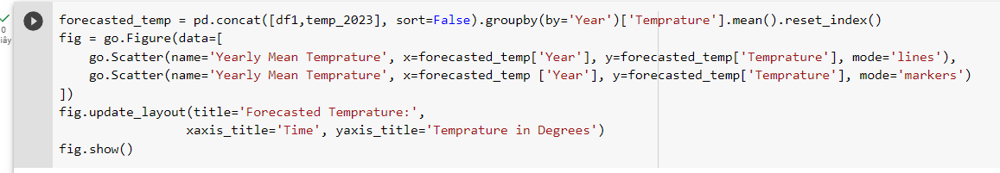 forecasted_temp = pd.concat([df1,temp_2023], sort=False).groupby(by='Year')['Temprature'].mean().reset_index()
0
giây
fig = go.Figure(data=[
    go.Scatter(name='Yearly Mean Temprature', x=forecasted_temp['Year'], y=forecasted_temp['Temprature'], mode='lines'),
    go.Scatter(name='Yearly Mean Temprature', x=forecasted_temp ['Year'], y=forecasted_temp['Temprature'], mode='markers')
])
fig.update_layout(title='Forecasted Temprature:',
                  xaxis_title='Time', yaxis_title='Temprature in Degrees')
fig.show()